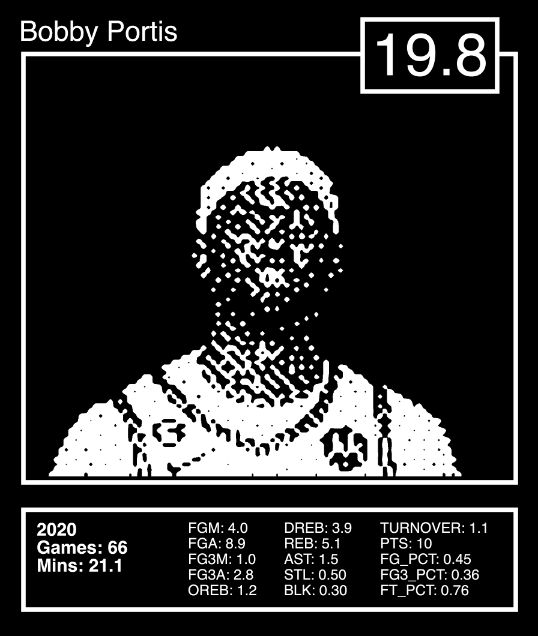 Bobby Portis
19.8
2020
Games: 66
Mins: 21.1
FGM: 4.0
FGA: 8.9
FG3M: 1.0
FG3A: 2.8
OREB: 1.2
DREB: 3.9
REB: 5.1
AST: 1.5
STL: 0.50
BLK: 0.30
TURNOVER: 1.1
PTS: 10
FG_PCT: 0.45
FG3_PCT: 0.36
FT_PCT: 0.76